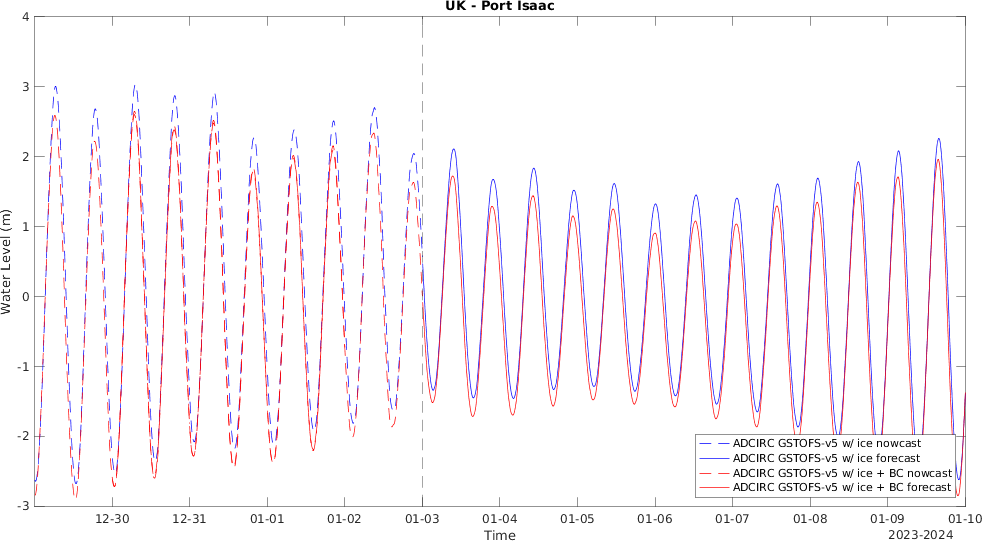 UK - Port Isaac
4
3
2
1
0
-1
-2
-3
Water Level (m)
ADCIRC GSTOFS-v5 w/ ice nowcast
ADCIRC GSTOFS-v5 w/ ice forecast
ADCIRC GSTOFS-v5 w/ ice + BC nowcast
ADCIRC GSTOFS-v5 w/ ice + BC forecast
12-30 12-31 01-01 01-02 01-03 01-04 01-05 01-06 01-07 01-08 01-09 01-10
Time
2023-2024